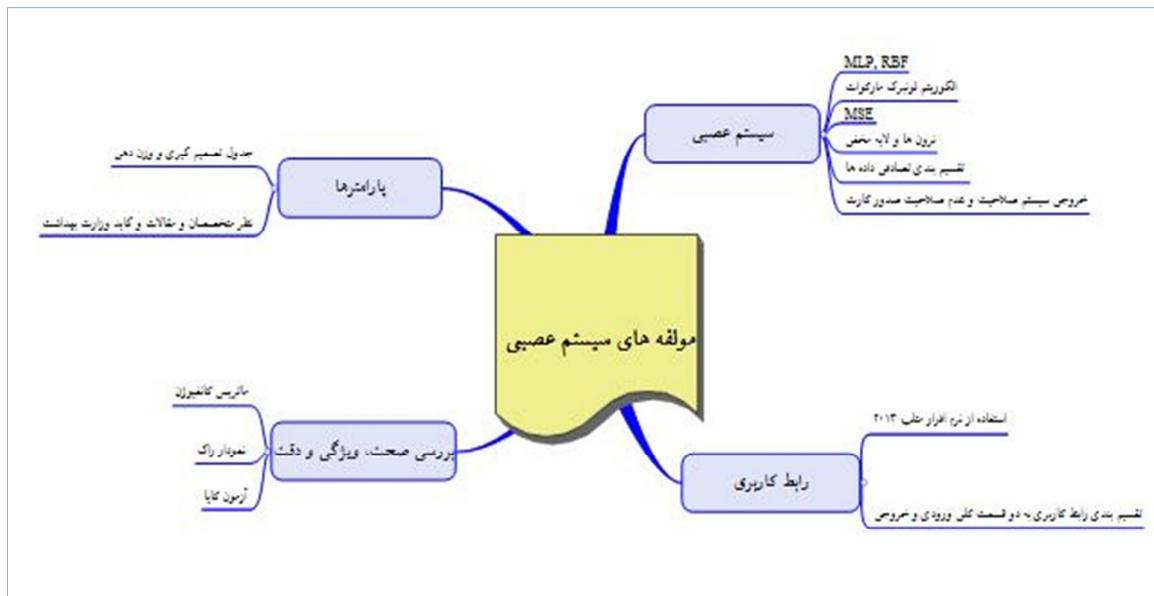 مولفه های سیستم عصبی
سیستم عصبی
MLP, RBF
الگوریتم لونبرگ مارکوات
MSE
نرون ها و لایه مخفی
تقسیم بندی تصادفی داده ها
خروجی سیستم صلاحیت و عدم صلاحیت صدور کارت
پارامترها
جدول تصمیم گیری و وزن دهی
نظر متخصصان و مقالات و گاید وزارت بهداشت
بررسی صحت، ویژگی و دقت
ماتریس کانفیوژن
نمودار راک
آزمون کاپا
رابط کاربری
استفاده از نرم افزار متلب ۲۰۱۳
تقسیم بندی رابط کاربری به دو قسمت کلی ورودی و خروجی